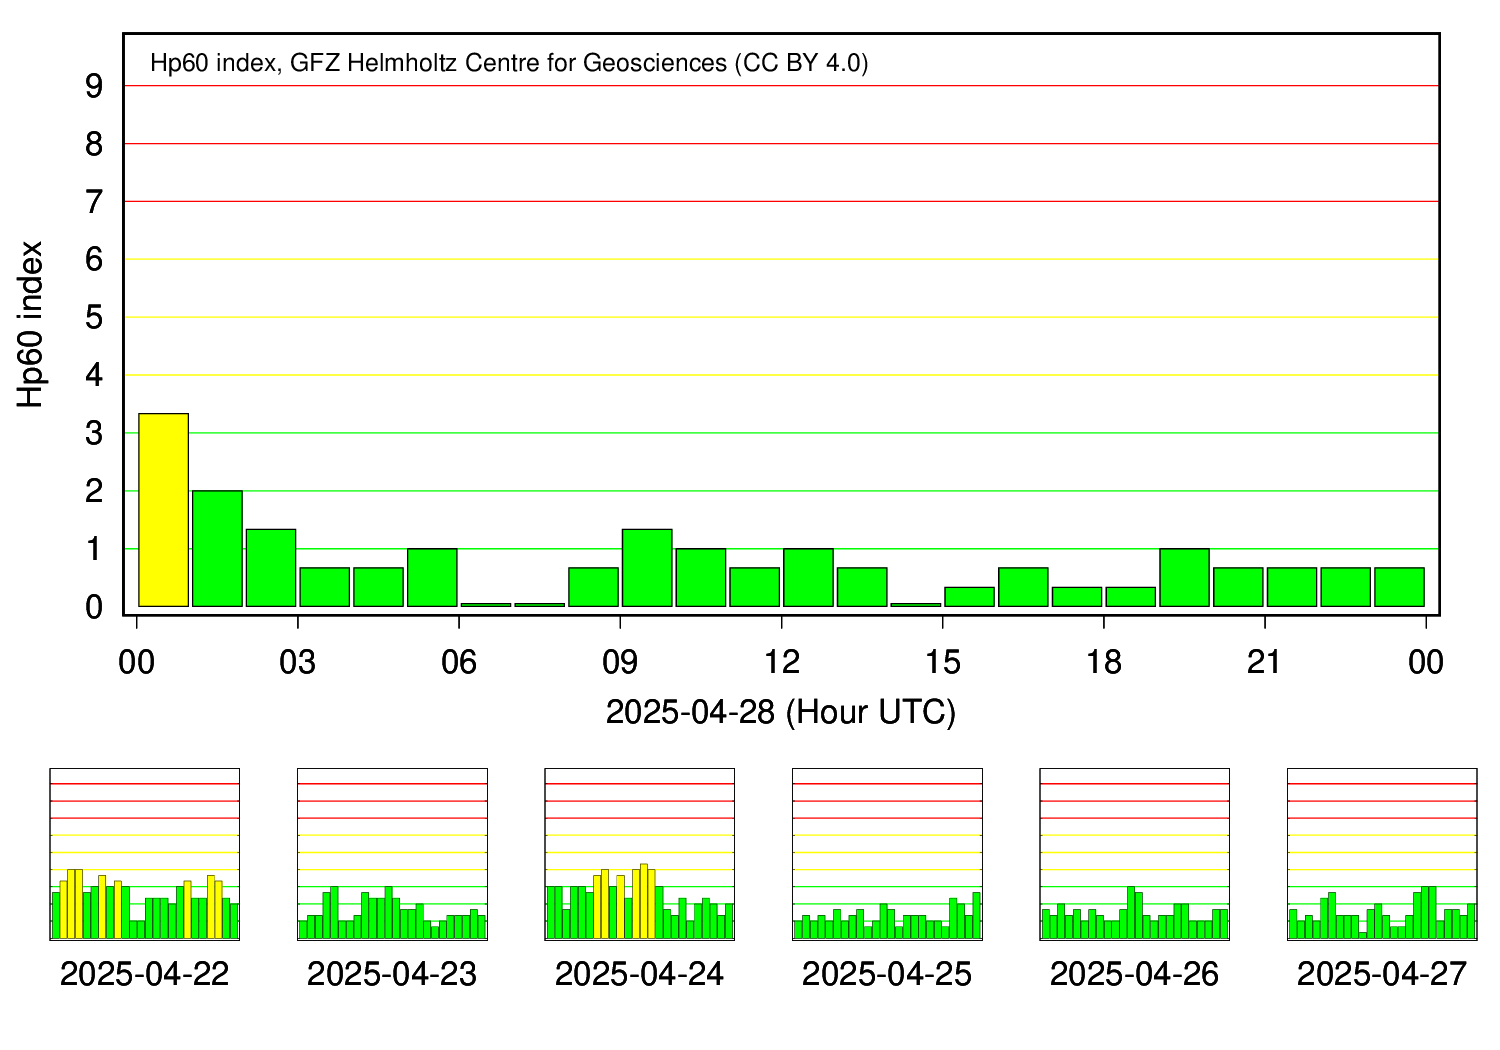 Hp60 index, GFZ Helmholtz Centre for Geosciences (CC BY 4.0)
9
8
7
6
5
4
3
2
1
0
Hp60 index
00 03 06 09 12 15 18 21 00
2025-04-28 (Hour UTC)
2025-04-22 2025-04-23 2025-04-24 2025-04-25 2025-04-26 2025-04-27